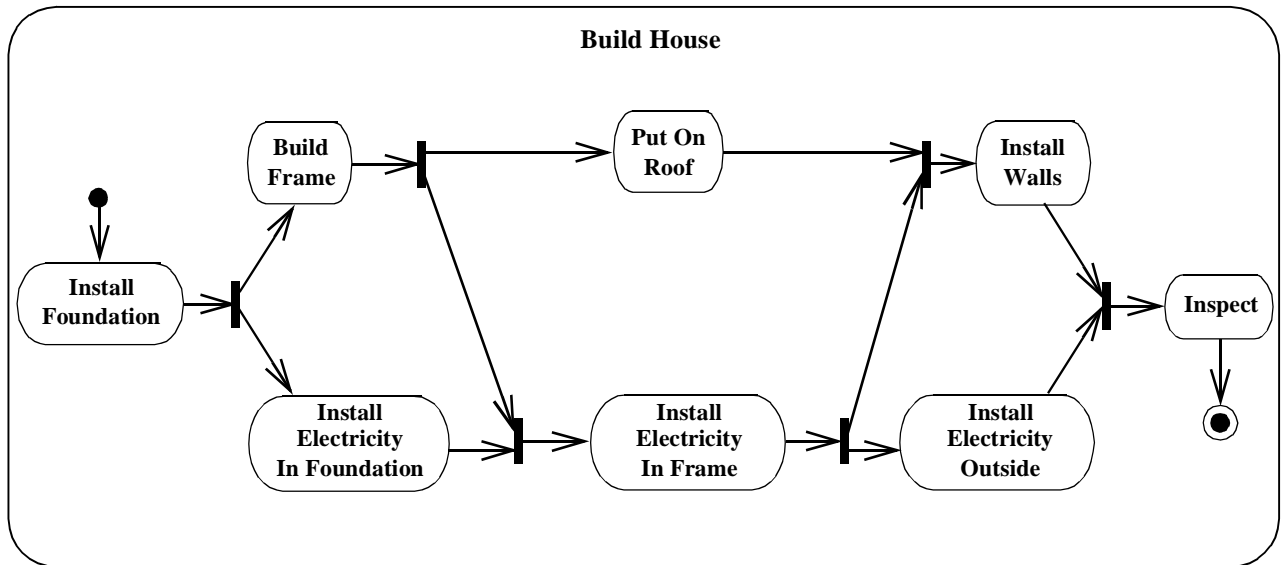 Build House
Build
Frame
Put On
Roof
Install
Walls
Install
Foundation
Inspect
Install
Electricity
In Foundation
Install
Electricity
In Frame
Install
Electricity
Outside